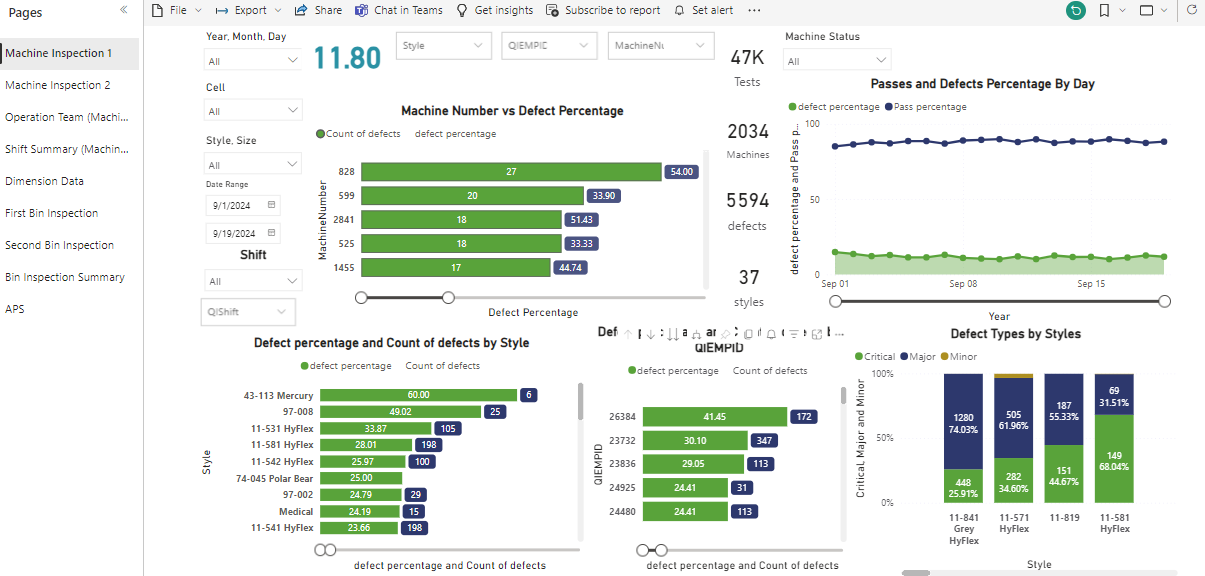 Pages
Machine Inspection 1
Machine Inspection 2
Operation Team (Machi...
Shift Summary (Machin...
Dimension Data
First Bin Inspection
Second Bin Inspection
Bin Inspection Summary
APS
File
Export
Share
Chat in Teams
Get insights
Subscribe to report
Set alert
Year, Month, Day
All
Cell
All
Style, Size
All
Date Range
9/1/2024
9/19/2024
Shift
All
QIShift
11.80
Style
QIEMPID
47K
Tests
2034
Machines
5594
defects
37
styles
Machine Status
All
Machine Number vs Defect Percentage
Count of defects defect percentage
MachineNumber
828 27 54.00
599 20 33.90
2841 18 51.43
525 18 33.33
1455 17 44.74
Defect Percentage
Passes and Defects Percentage By Day
defect percentage Pass percentage
defect percentage and Pass p...
100
50
0
Sep 01 Sep 08 Sep 15
Year
Defect percentage and Count of defects by Style
defect percentage Count of defects
Style
43-113 Mercury 60.00 6
97-008 49.02 25
11-531 HyFlex 33.87 105
11-581 HyFlex 28.01 198
11-542 HyFlex 25.97 100
74-045 Polar Bear 25.00
97-002 24.79 29
Medical 24.19 15
11-541 HyFlex 23.66 198
defect percentage and Count of defects
QIEMPID
defect percentage Count of defects
QIEMPID
26384 41.45 172
23732 30.10 347
23836 29.05 113
24925 24.41 31
24480 24.41 113
defect percentage and Count of defects
Defect Types by Styles
Critical Major Minor
Critical, Major and Minor
100%
50%
0%
1280
74.03%
448
25.91%
505
61.96%
282
34.60%
187
55.33%
151
44.67%
69
31.51%
149
68.04%
11-841
Grey
HyFlex
11-571
HyFlex
11-819
11-581
HyFlex
Style